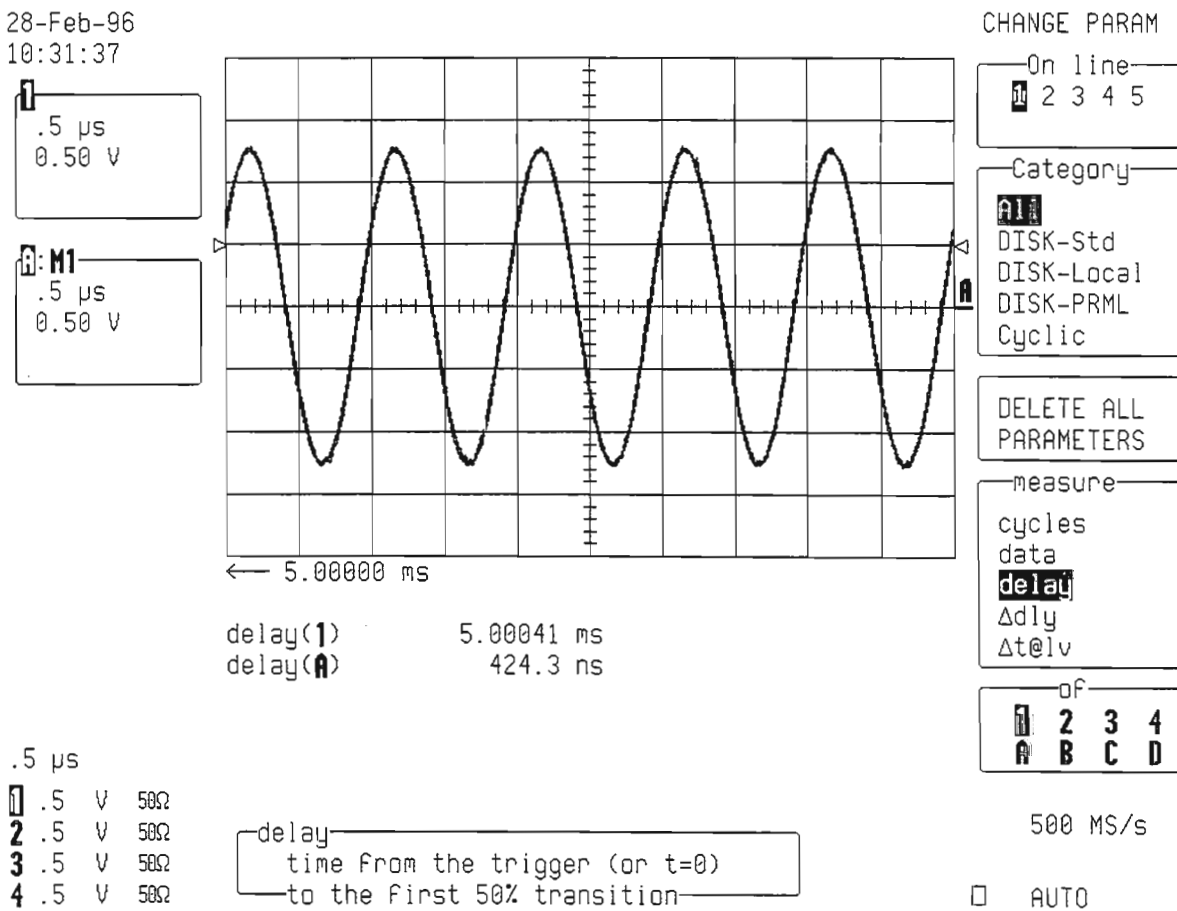 28-Feb-96
10:31:37
1
.5 µs
0.50 V
A:M1
.5 µs
0.50 V
← 5.00000 ms
delay(1) 5.00041 ms
delay(A) 424.3 ns
A
.5 µs
1 .5 V 50Ω
2 .5 V 50Ω
3 .5 V 50Ω
4 .5 V 50Ω
delay
time from the trigger (or t=0)
to the first 50% transition
CHANGE PARAM
On line
1 2 3 4 5
Category
All
DISK-Std
DISK-Local
DISK-PRML
Cyclic
DELETE ALL
PARAMETERS
measure
cycles
data
delay
Δdly
Δt@lv
of
1 2 3 4
A B C D
500 MS/s
□ AUTO